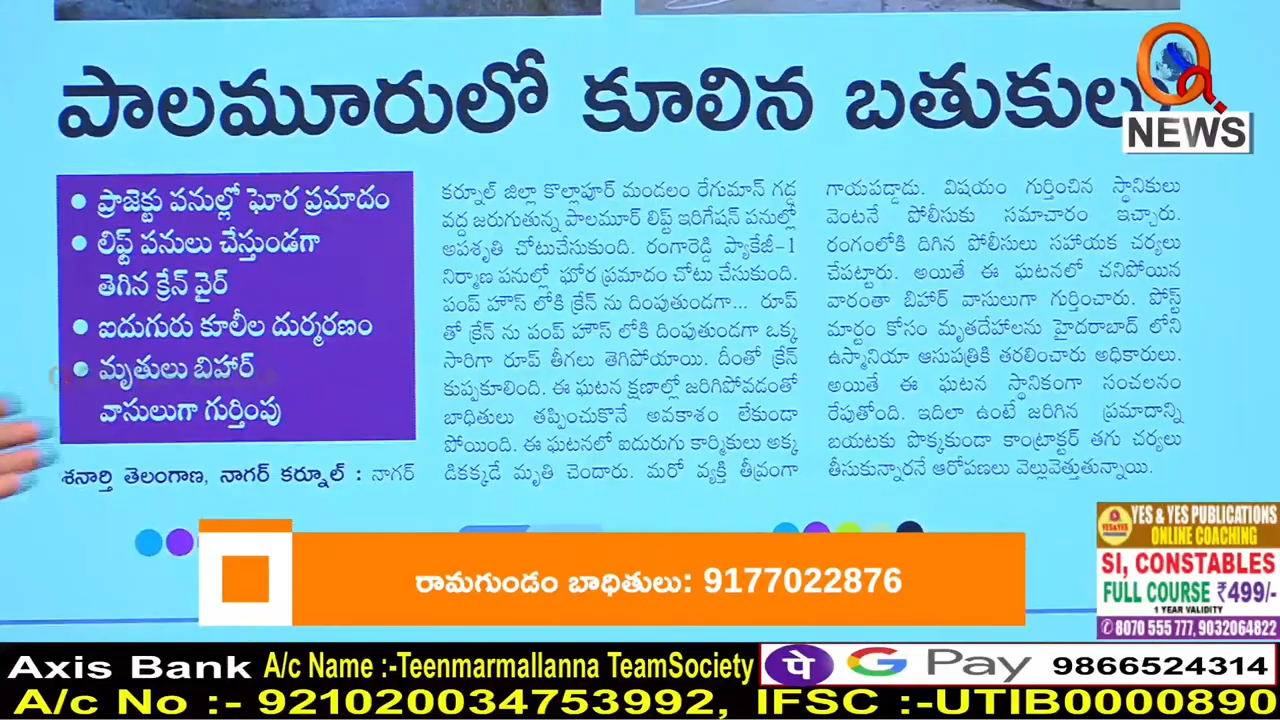 పాలమూరులో కూలిన బతుకులు
Q NEWS
• ప్రాజెక్టు పనుల్లో ఘోర ప్రమాదం
• లిఫ్ట్ పనులు చేస్తుండగా
తెగిన క్రేన్ వైర్
• ఐదుగురు కూలీల దుర్మరణం
• మృతులు బిహార్
వాసులుగా గుర్తింపు
శనార్తి తెలంగాణ, నాగర్ కర్నూల్ : నాగర్
కర్నూల్ జిల్లా కొల్లాపూర్ మండలం రేగుమాన్ గడ్డ
వద్ద జరుగుతున్న పాలమూర్ లిఫ్ట్ ఇరిగేషన్ పనుల్లో
అపశృతి చోటుచేసుకుంది. రంగారెడ్డి ప్యాకేజీ-1
నిర్మాణ పనుల్లో ఘోర ప్రమాదం చోటు చేసుకుంది.
పంప్ హౌస్ లోకి క్రేన్ ను దింపుతుండగా... రూప్
తో క్రేన్ ను పంప్ హౌస్ లోకి దింపుతుండగా ఒక్క
సారిగా రూప్ తీగలు తెగిపోయాయి. దీంతో క్రేన్
కుప్పకూలింది. ఈ ఘటన క్షణాల్లో జరిగిపోవడంతో
బాధితులు తప్పించుకొనే అవకాశం లేకుండా
పోయింది. ఈ ఘటనలో ఐదురుగు కార్మికులు అక్క
డికక్కడే మృతి చెందారు. మరో వ్యక్తి తీవ్రంగా
గాయపడ్డాడు. విషయం గుర్తించిన స్థానికులు
వెంటనే పోలీసుకు సమాచారం ఇచ్చారు.
రంగంలోకి దిగిన పోలీసులు సహాయక చర్యలు
చేపట్టారు. అయితే ఈ ఘటనలో చనిపోయిన
వారంతా బిహార్ వాసులుగా గుర్తించారు. పోస్ట్
మార్టం కోసం మృతదేహాలను హైదరాబాద్ లోని
ఉస్మానియా ఆసుపత్రికి తరలించారు అధికారులు.
అయితే ఈ ఘటన స్థానికంగా సంచలనం
రేపుతోంది. ఇదిలా ఉంటే జరిగిన ప్రమాదాన్ని
బయటకు పొక్కకుండా కాంట్రాక్టర్ తగు చర్యలు
తీసుకున్నారనే ఆరోపణలు వెల్లువెత్తుతున్నాయి.
రామగుండం బాధితులు: 9177022876
YES & YES PUBLICATIONS
ONLINE COACHING
SI, CONSTABLES
FULL COURSE ₹499/-
1 YEAR VALIDITY
8070 555 777, 9032064822
Axis Bank A/c Name :-Teenmarmallanna TeamSociety
पे G Pay 9866524314
A/c No :- 921020034753992, IFSC :-UTIB0000890